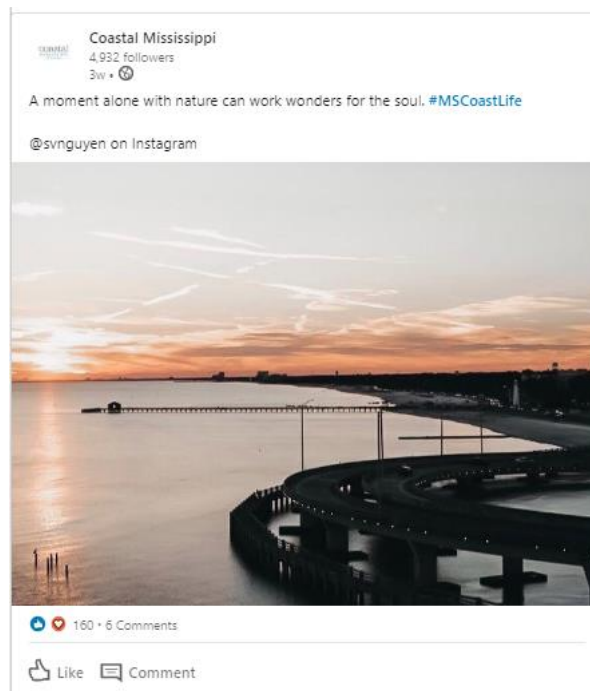 Coastal Mississippi
4,932 followers
3w •
A moment alone with nature can work wonders for the soul. #MSCoastLife
@svnguyen on Instagram
160 • 6 Comments
Like Comment